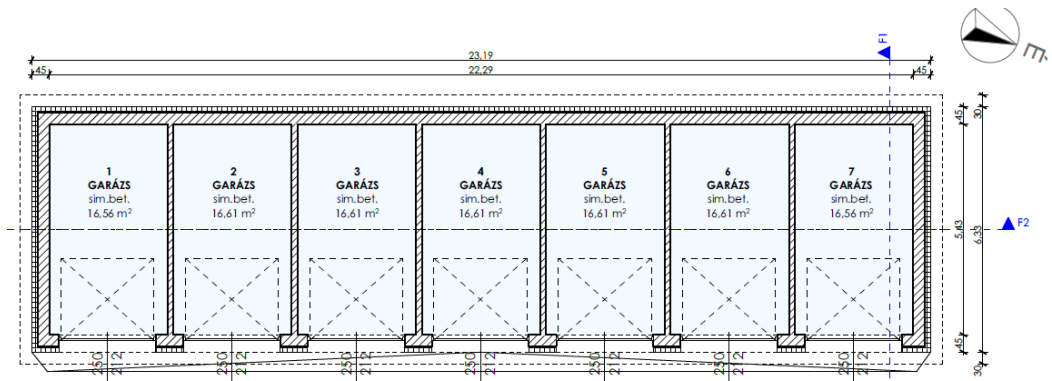 F1
É
23,19
45
22,29
45
30
45
1
GARÁZS
sim.bet.
16,56 m²
2
GARÁZS
sim.bet.
16,61 m²
3
GARÁZS
sim.bet.
16,61 m²
4
GARÁZS
sim.bet.
16,61 m²
5
GARÁZS
sim.bet.
16,61 m²
6
GARÁZS
sim.bet.
16,61 m²
7
GARÁZS
sim.bet.
16,56 m²
5,43
6,33
F2
45
30
250
212
250
212
250
212
250
212
250
212
250
212
250
212